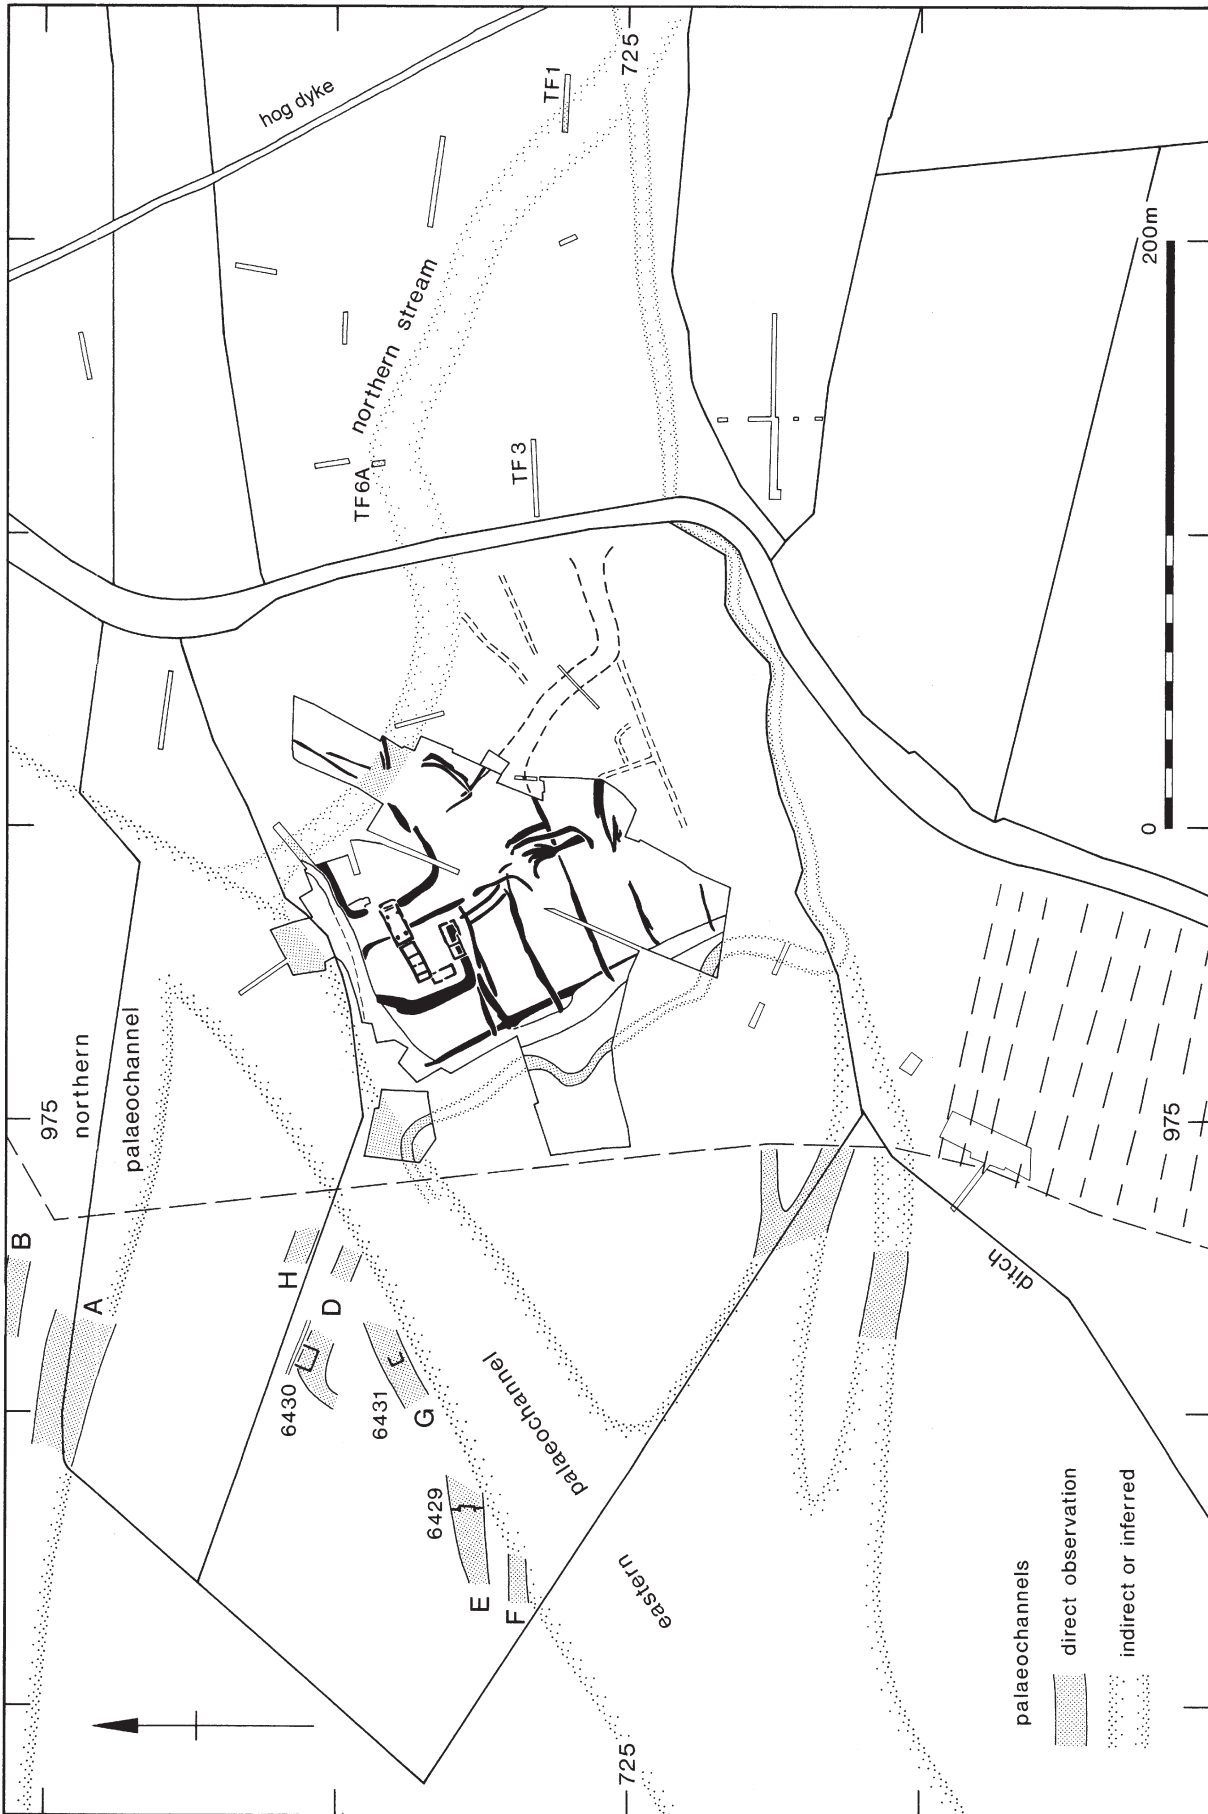 hog dyke
TF1
725
northern stream
TF6A
TF3
200m
0
975
northern
palaeochannel
975
B
A
H
D
6430
6431
G
palaeochannel
6429
E
F
eastern
ditch
725
palaeochannels
direct observation
indirect or inferred